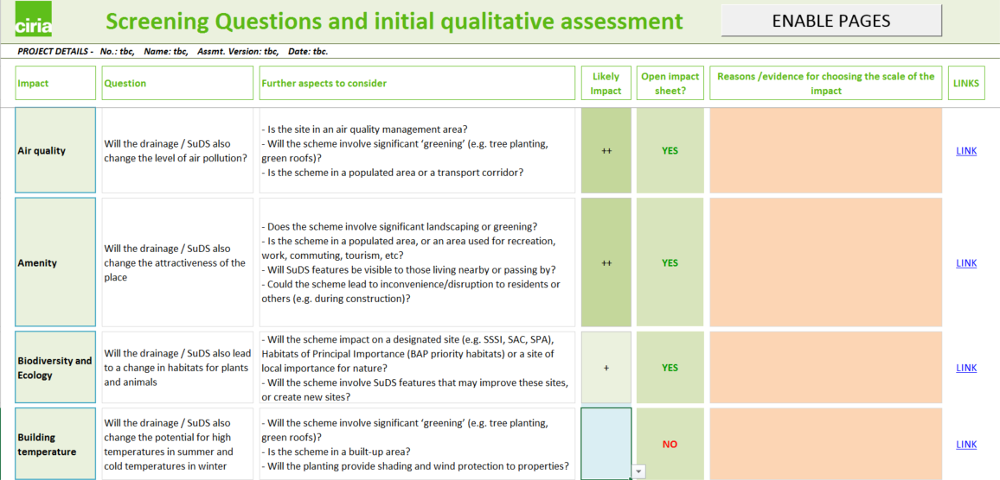 ciria
Screening Questions and initial qualitative assessment
ENABLE PAGES
PROJECT DETAILS - No.: tbc, Name: tbc, Assmt. Version: tbc, Date: tbc.
Impact
Question
Further aspects to consider
Likely
Impact
Open impact
sheet?
Reasons /evidence for choosing the scale of the
impact
LINKS
Air quality
Will the drainage / SuDS also
change the level of air pollution?
- Is the site in an air quality management area?
- Will the scheme involve significant ‘greening’ (e.g. tree planting,
green roofs)?
- Is the scheme in a populated area or a transport corridor?
++
YES
LINK
Amenity
Will the drainage / SuDS also
change the attractiveness of the
place
- Does the scheme involve significant landscaping or greening?
- Is the scheme in a populated area, or an area used for recreation,
work, commuting, tourism, etc?
- Will SuDS features be visible to those living nearby or passing by?
- Could the scheme lead to inconvenience/disruption to residents or
others (e.g. during construction)?
++
YES
LINK
Biodiversity and
Ecology
Will the drainage / SuDS also lead
to a change in habitats for plants
and animals
- Will the scheme impact on a designated site (e.g. SSSI, SAC, SPA),
Habitats of Principal Importance (BAP priority habitats) or a site of
local importance for nature?
- Will the scheme involve SuDS features that may improve these sites,
or create new sites?
+
YES
LINK
Building
temperature
Will the drainage / SuDS also
change the potential for high
temperatures in summer and
cold temperatures in winter
- Will the scheme involve significant ‘greening’ (e.g. tree planting,
green roofs)?
- Is the scheme in a built-up area?
- Will the planting provide shading and wind protection to properties?
NO
LINK